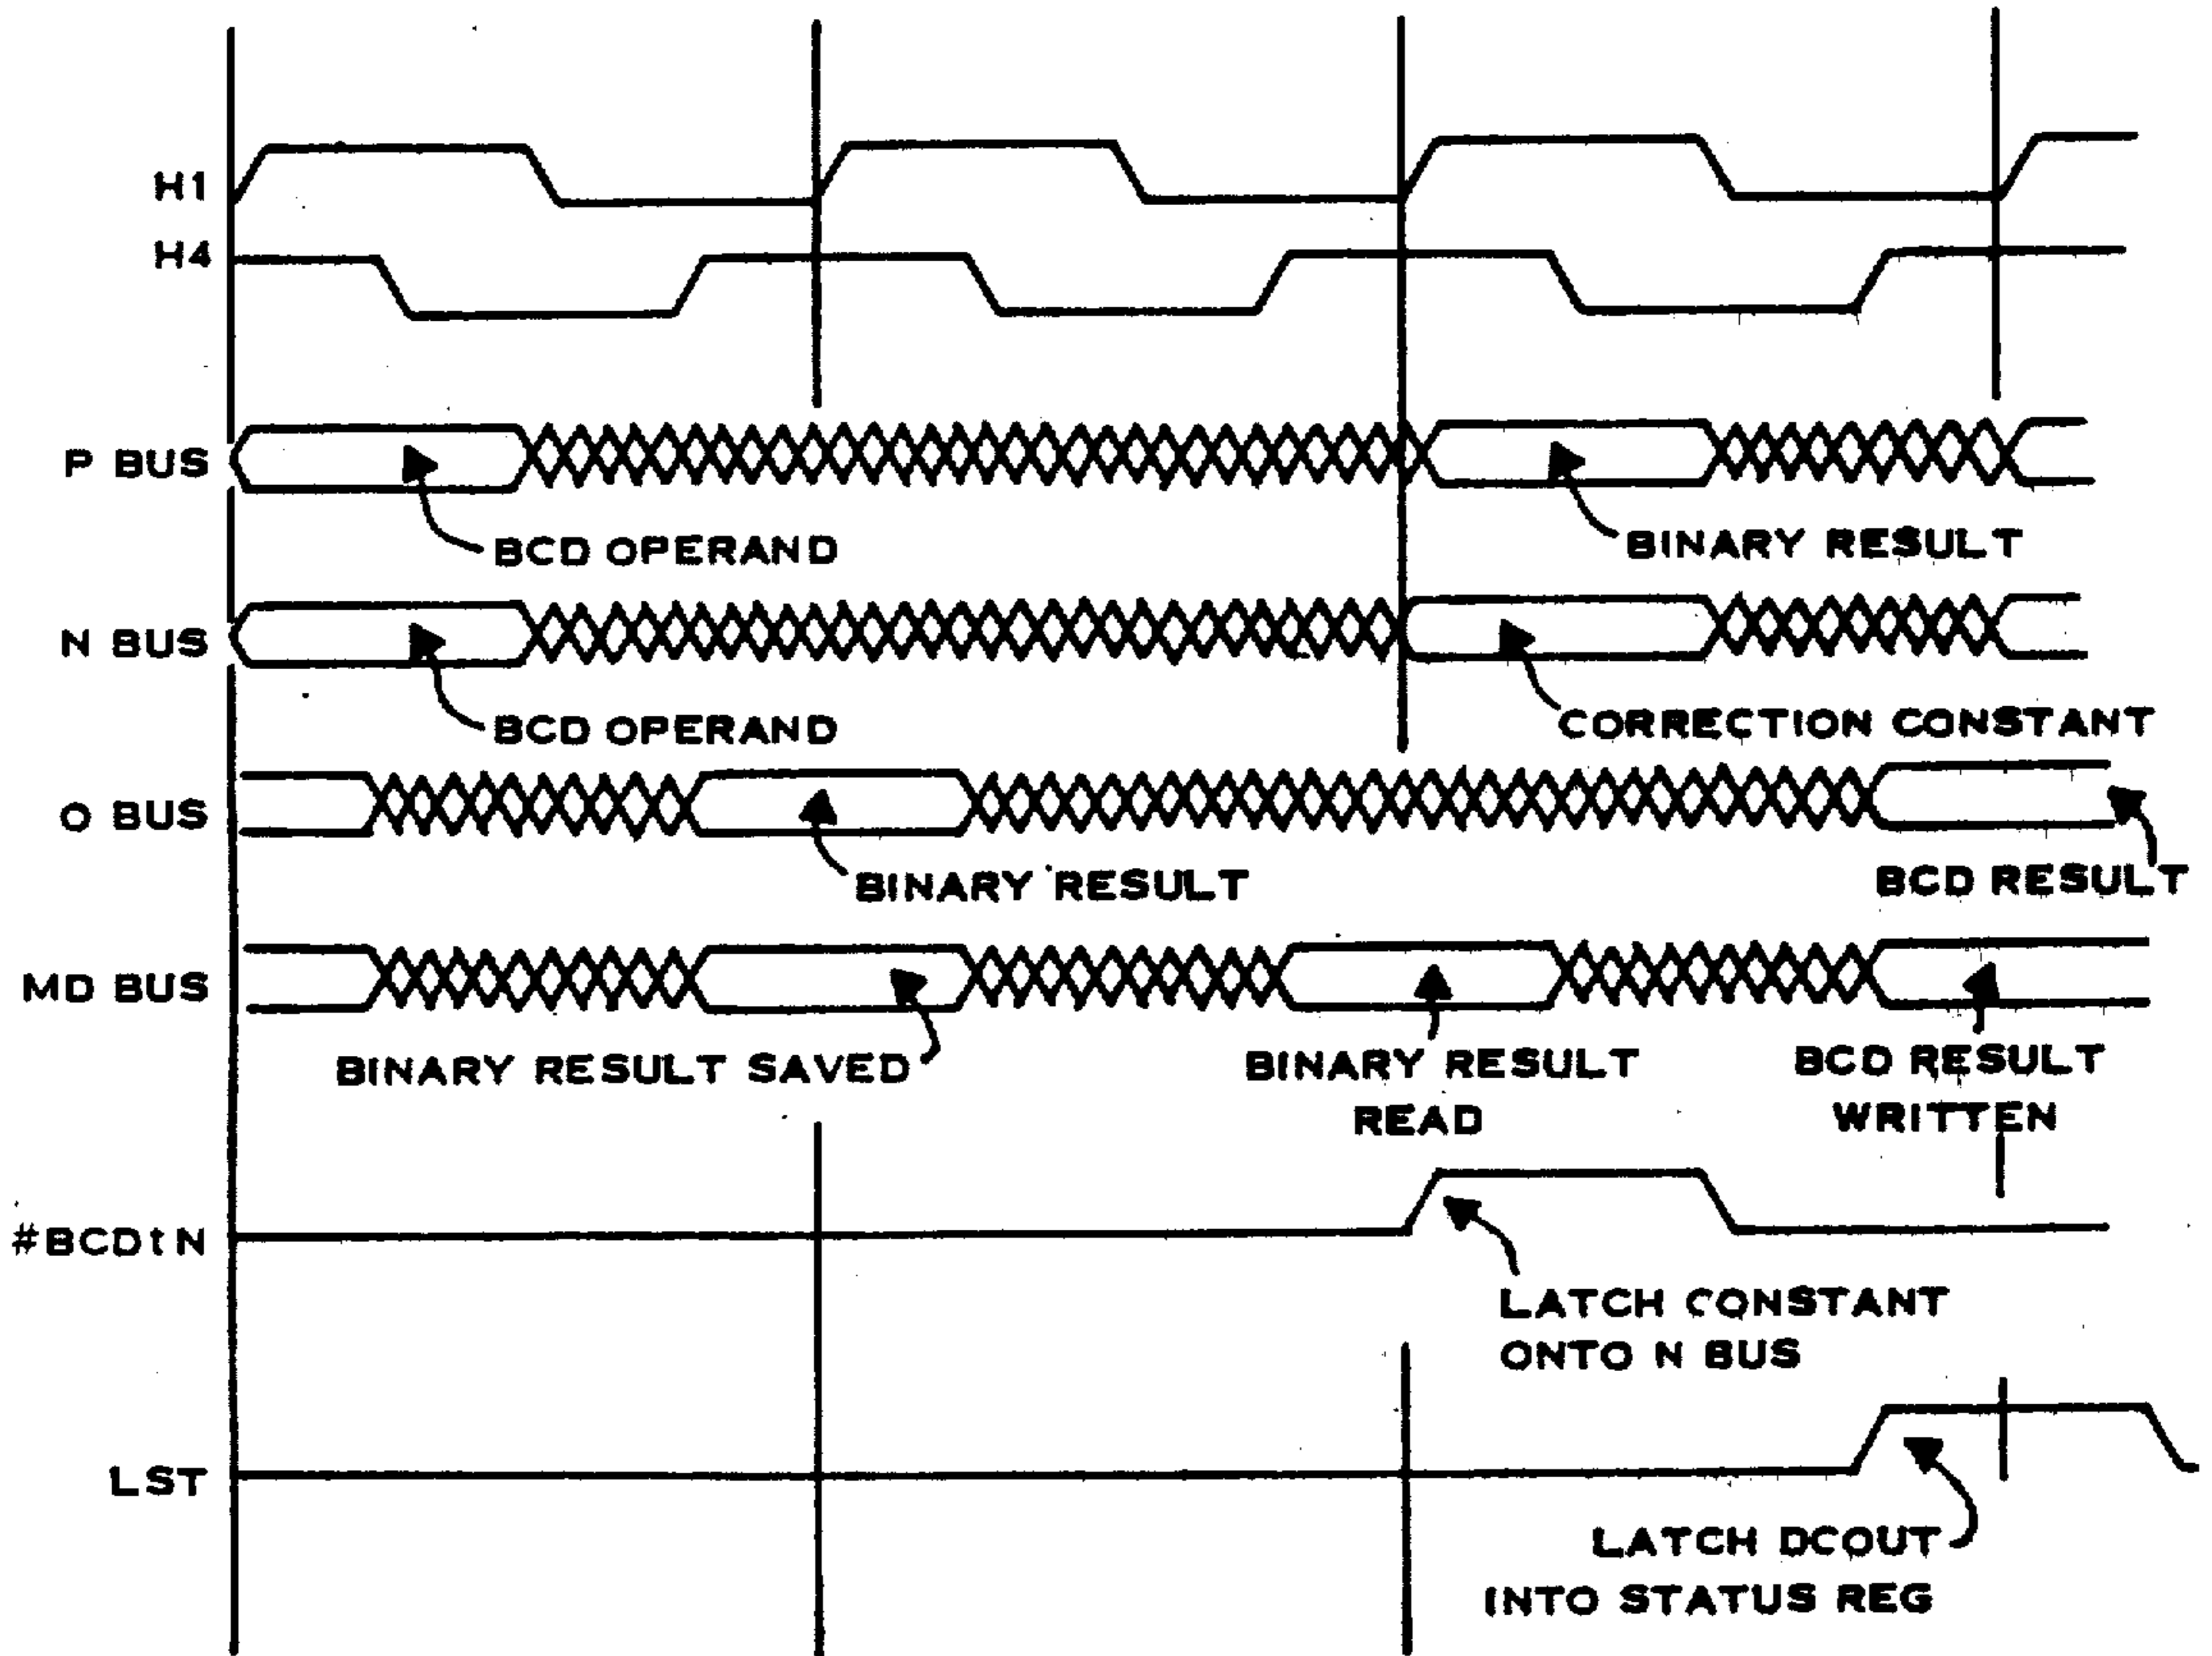 H1
H4
P BUS
BCD OPERAND
BINARY RESULT
N BUS
BCD OPERAND
CORRECTION CONSTANT
O BUS
BINARY RESULT
BCD RESULT
MD BUS
BINARY RESULT SAVED
BINARY RESULT
READ
BCD RESULT
WRITTEN
#BCDtN
LATCH CONSTANT
ONTO N BUS
LST
LATCH DCOUT
INTO STATUS REG